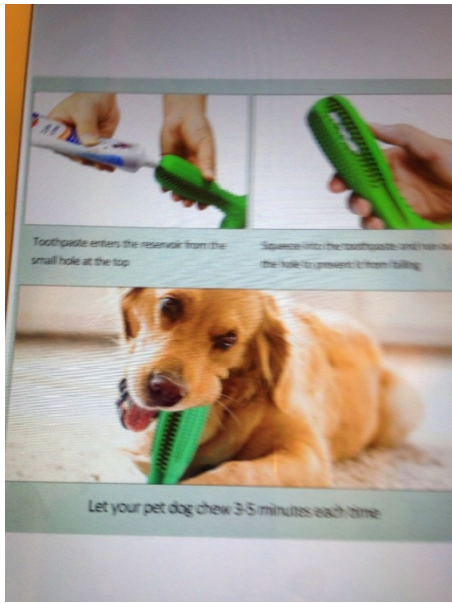 Toothpaste enters the reservoir from the
small hole at the top
Squeeze into the toothpaste and
the hole to prevent it from falling
Let your pet dog chew 3-5 minutes each time